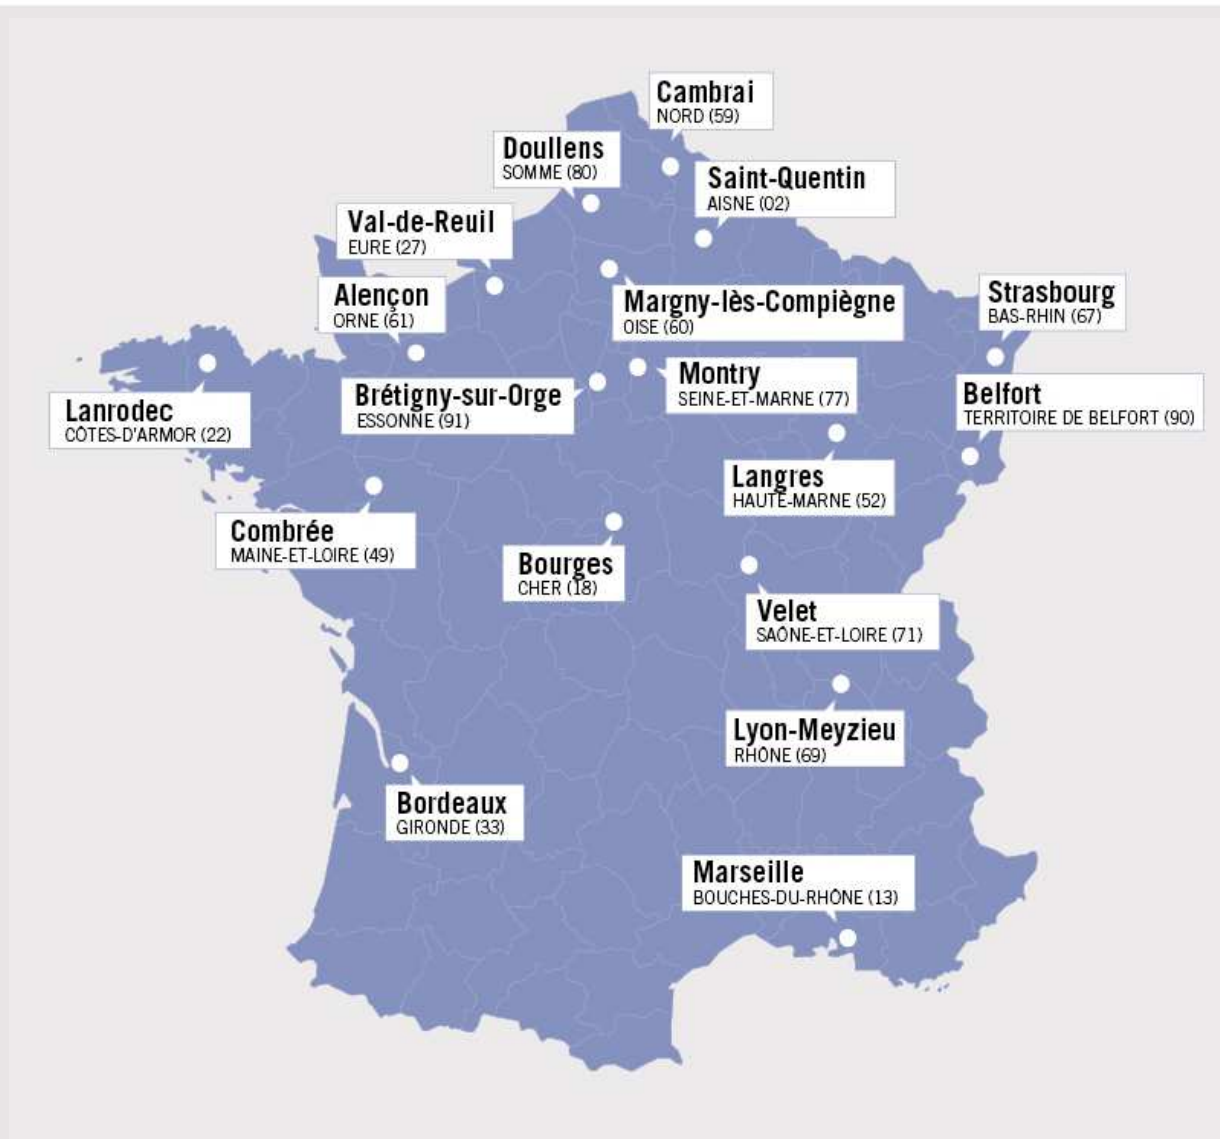 Cambrai
NORD (59)
Doullens
SOMME (80)
Saint-Quentin
AISNE (02)
Val-de-Reuil
EURE (27)
Alençon
ORNE (61)
Margny-lès-Compiègne
OISE (60)
Strasbourg
BAS-RHIN (67)
Brétigny-sur-Orge
ESSONNE (91)
Montry
SEINE-ET-MARNE (77)
Belfort
TERRITOIRE DE BELFORT (90)
Lanrodec
CÔTES-D'ARMOR (22)
Langres
HAUTE-MARNE (52)
Combrée
MAINE-ET-LOIRE (49)
Bourges
CHER (18)
Velet
SAÔNE-ET-LOIRE (71)
Lyon-Meyzieu
RHÔNE (69)
Bordeaux
GIRONDE (33)
Marseille
BOUCHES-DU-RHÔNE (13)